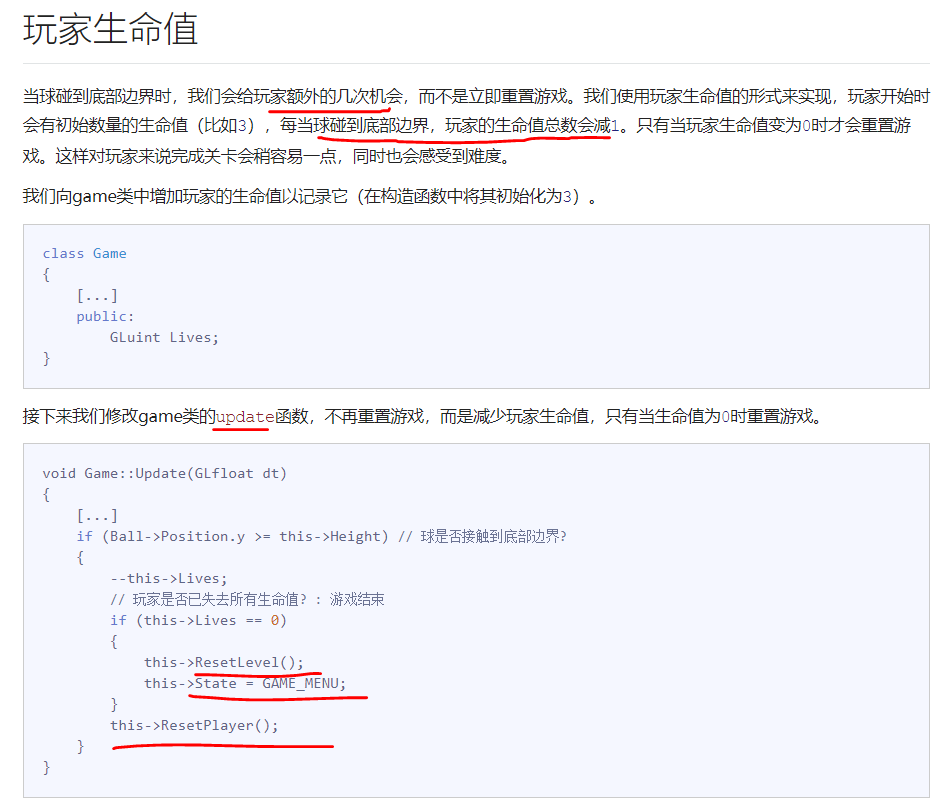 玩家生命值
当球碰到底部边界时，我们会给玩家额外的几次机会，而不是立即重置游戏。我们使用玩家生命值的形式来实现，玩家开始时
会有初始数量的生命值（比如3），每当球碰到底部边界，玩家的生命值总数会减1。只有当玩家生命值变为0时才会重置游
戏。这样对玩家来说完成关卡会稍容易一点，同时也会感受到难度。
我们向game类中增加玩家的生命值以记录它（在构造函数中将其初始化为3）。
class Game
{
    [...]
    public:
        GLuint Lives;
}
接下来我们修改game类的update函数，不再重置游戏，而是减少玩家生命值，只有当生命值为0时重置游戏。
void Game::Update(GLfloat dt)
{
    [...]
    if (Ball->Position.y >= this->Height) // 球是否接触到底部边界?
    {
        --this->Lives;
        // 玩家是否已失去所有生命值? : 游戏结束
        if (this->Lives == 0)
        {
            this->ResetLevel();
            this->State = GAME_MENU;
        }
        this->ResetPlayer();
    }
}